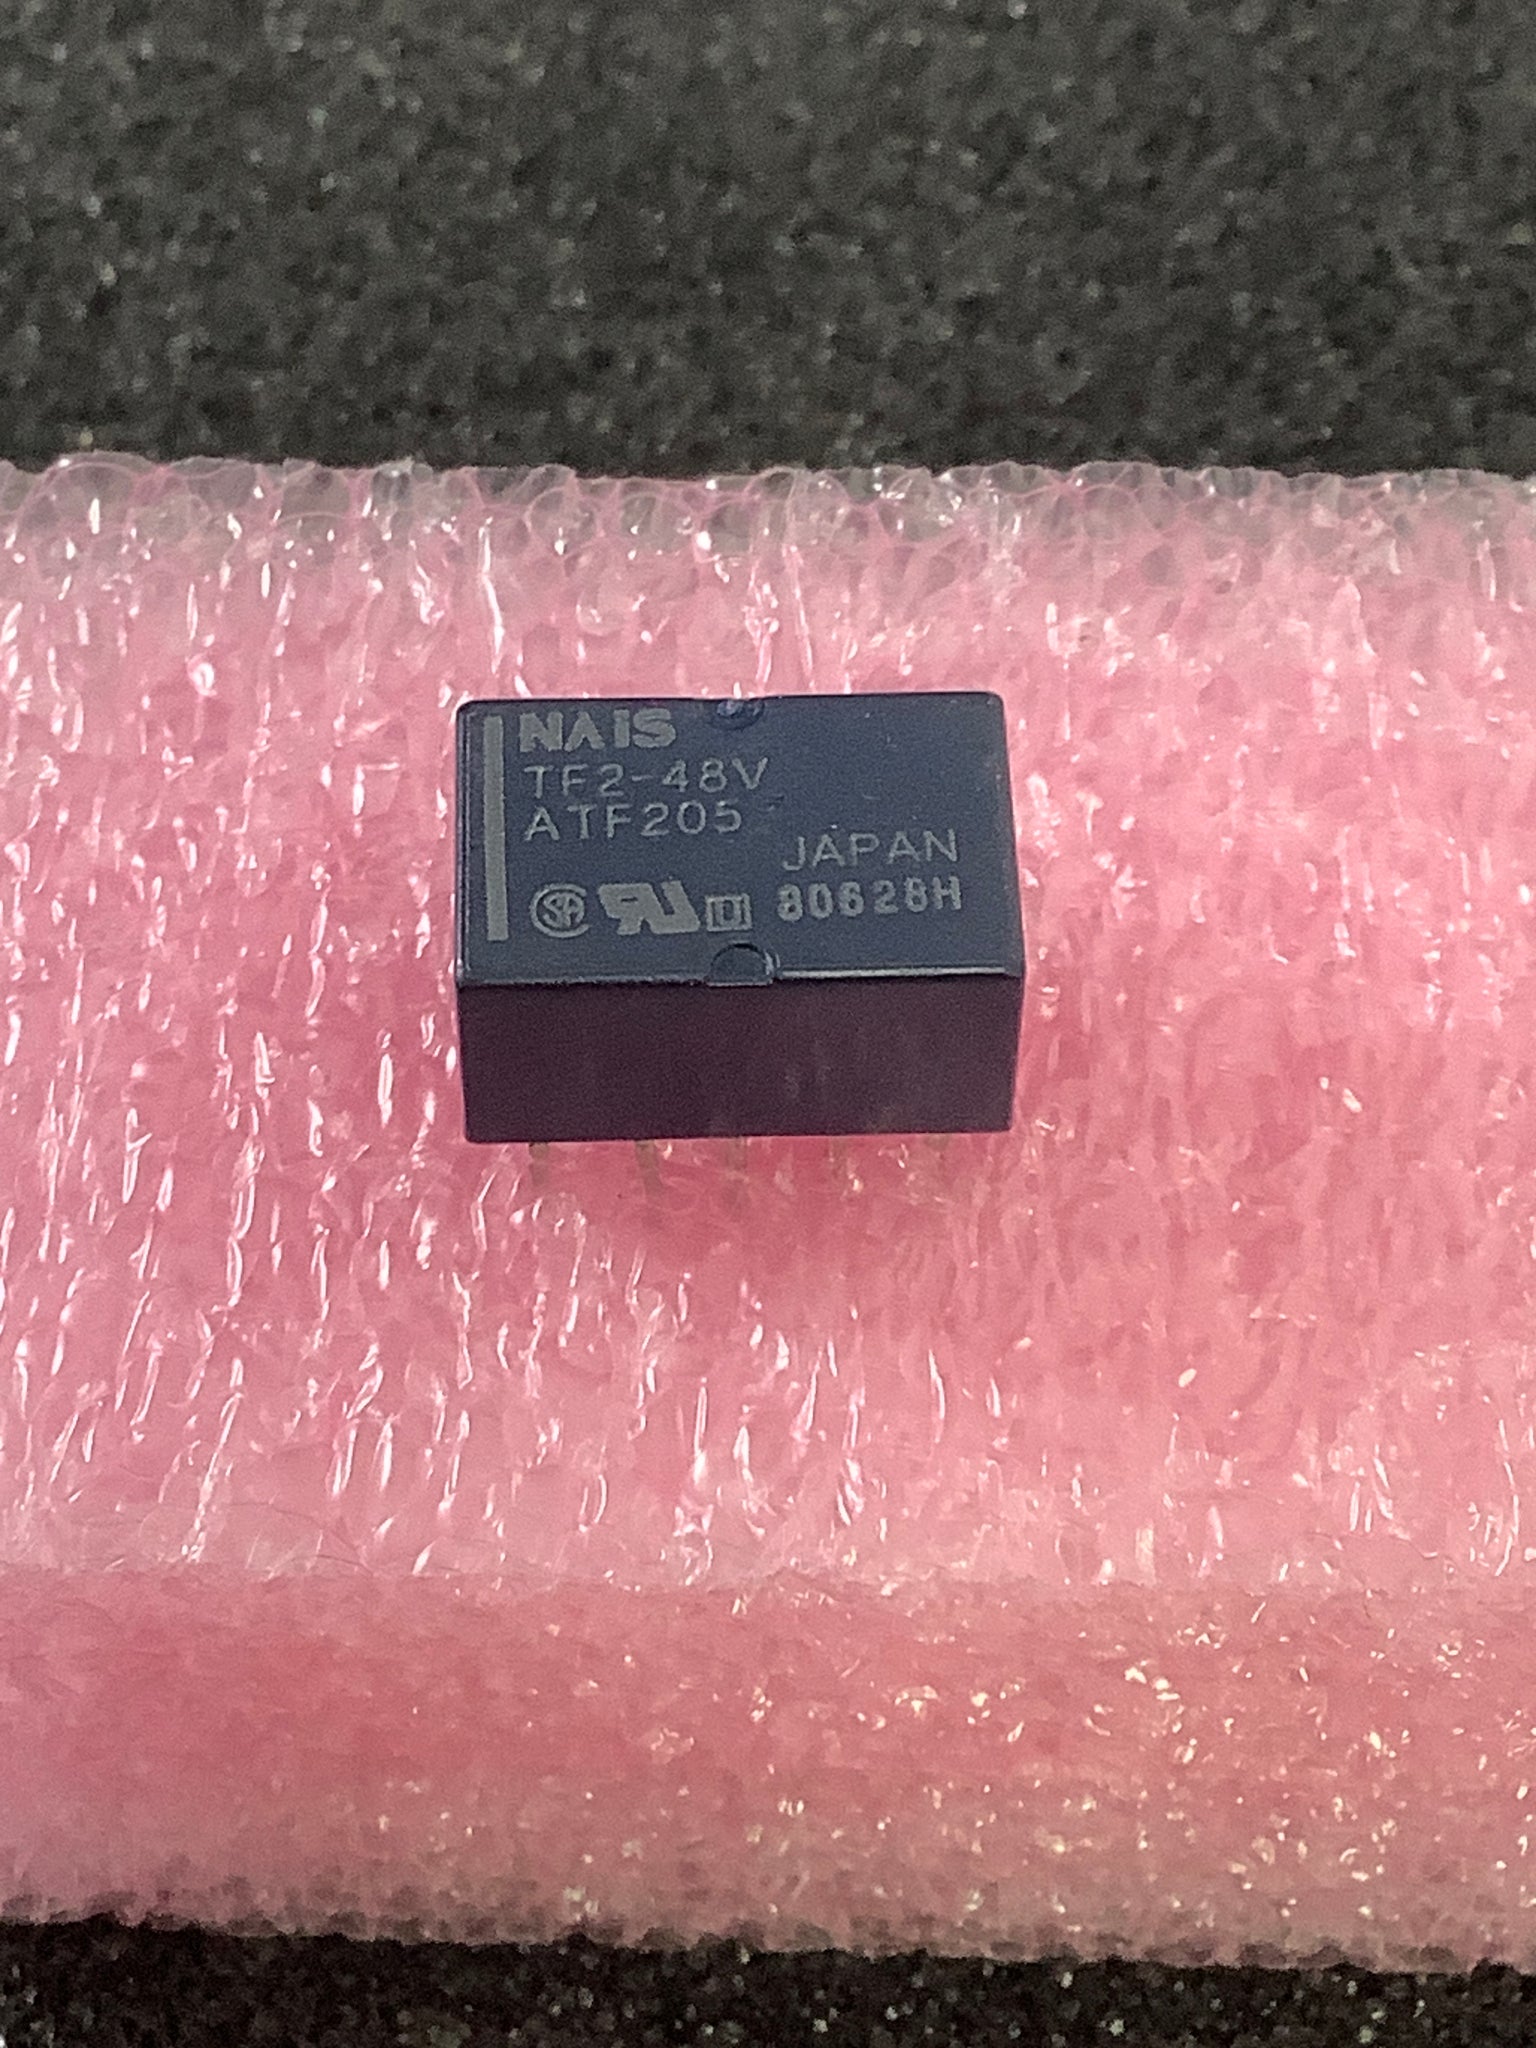 NAiS
TF2-48V
ATF205
JAPAN
80628H